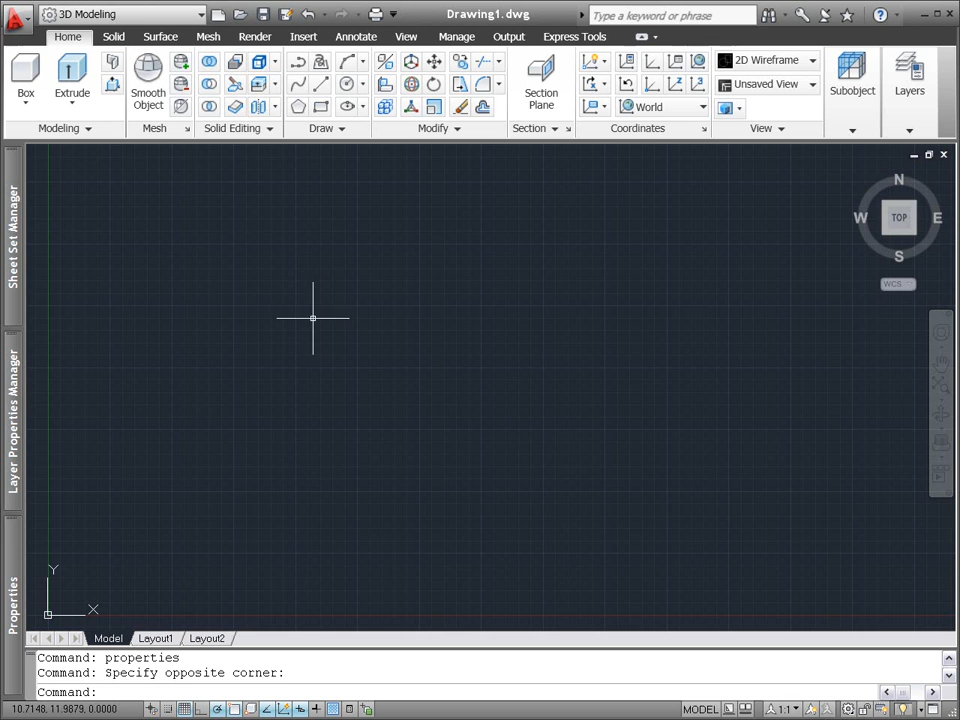 3D Modeling
Drawing1.dwg
Type a keyword or phrase
Home
Solid
Surface
Mesh
Render
Insert
Annotate
View
Manage
Output
Express Tools
Box
Extrude
Smooth
Object
Section
Plane
2D Wireframe
Unsaved View
World
Subobject
Layers
Modeling
Mesh
Solid Editing
Draw
Modify
Section
Coordinates
View
Sheet Set Manager
Layer Properties Manager
Properties
N
W
TOP
E
S
WCS
Y
X
Model
Layout1
Layout2
Command: properties
Command: Specify opposite corner:
Command:
10.7148, 11.9879, 0.0000
MODEL
1:1